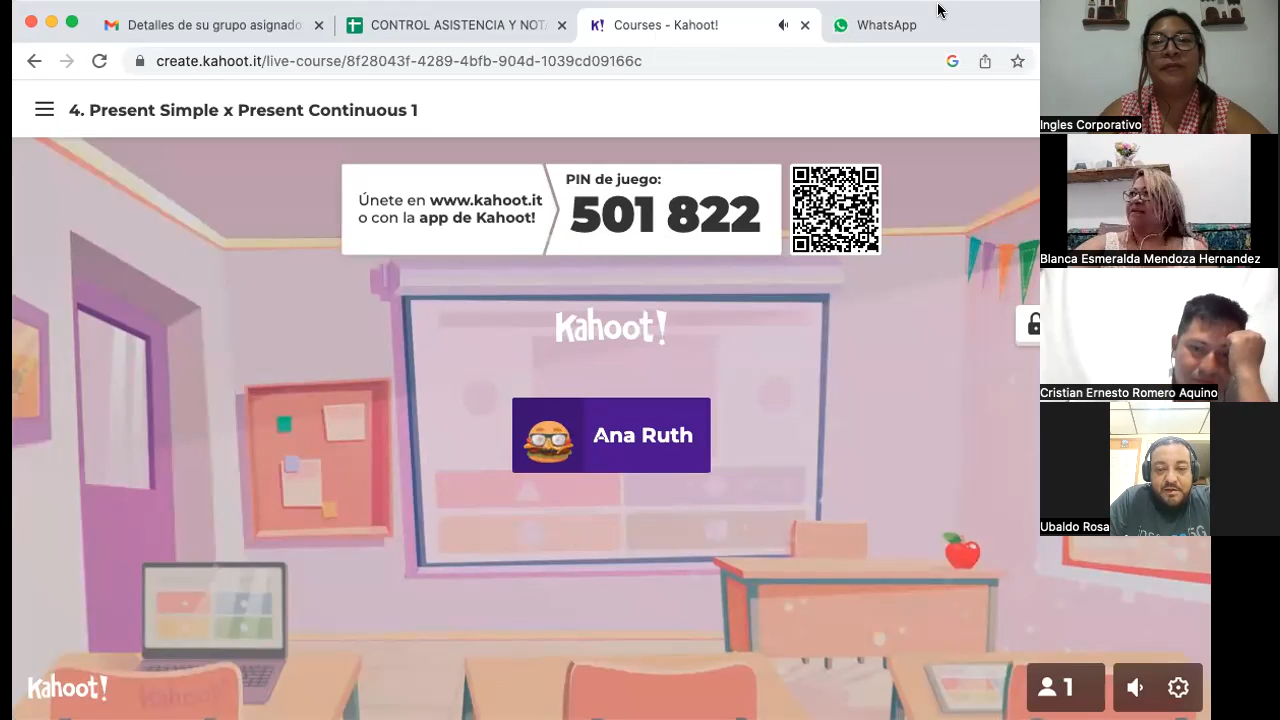 Detalles de su grupo asignado
CONTROL ASISTENCIA Y NOT
K! Courses - Kahoot!
WhatsApp
create.kahoot.it/live-course/8f28043f-4289-4bfb-904d-1039cd09166c
4. Present Simple x Present Continuous 1
Únete en www.kahoot.it
o con la app de Kahoot!
PIN de juego:
501 822
Kahoot!
Ana Ruth
Kahoot!
1
Ingles Corporativo
Blanca Esmeralda Mendoza Hernandez
Cristian Ernesto Romero Aquino
Ubaldo Rosa